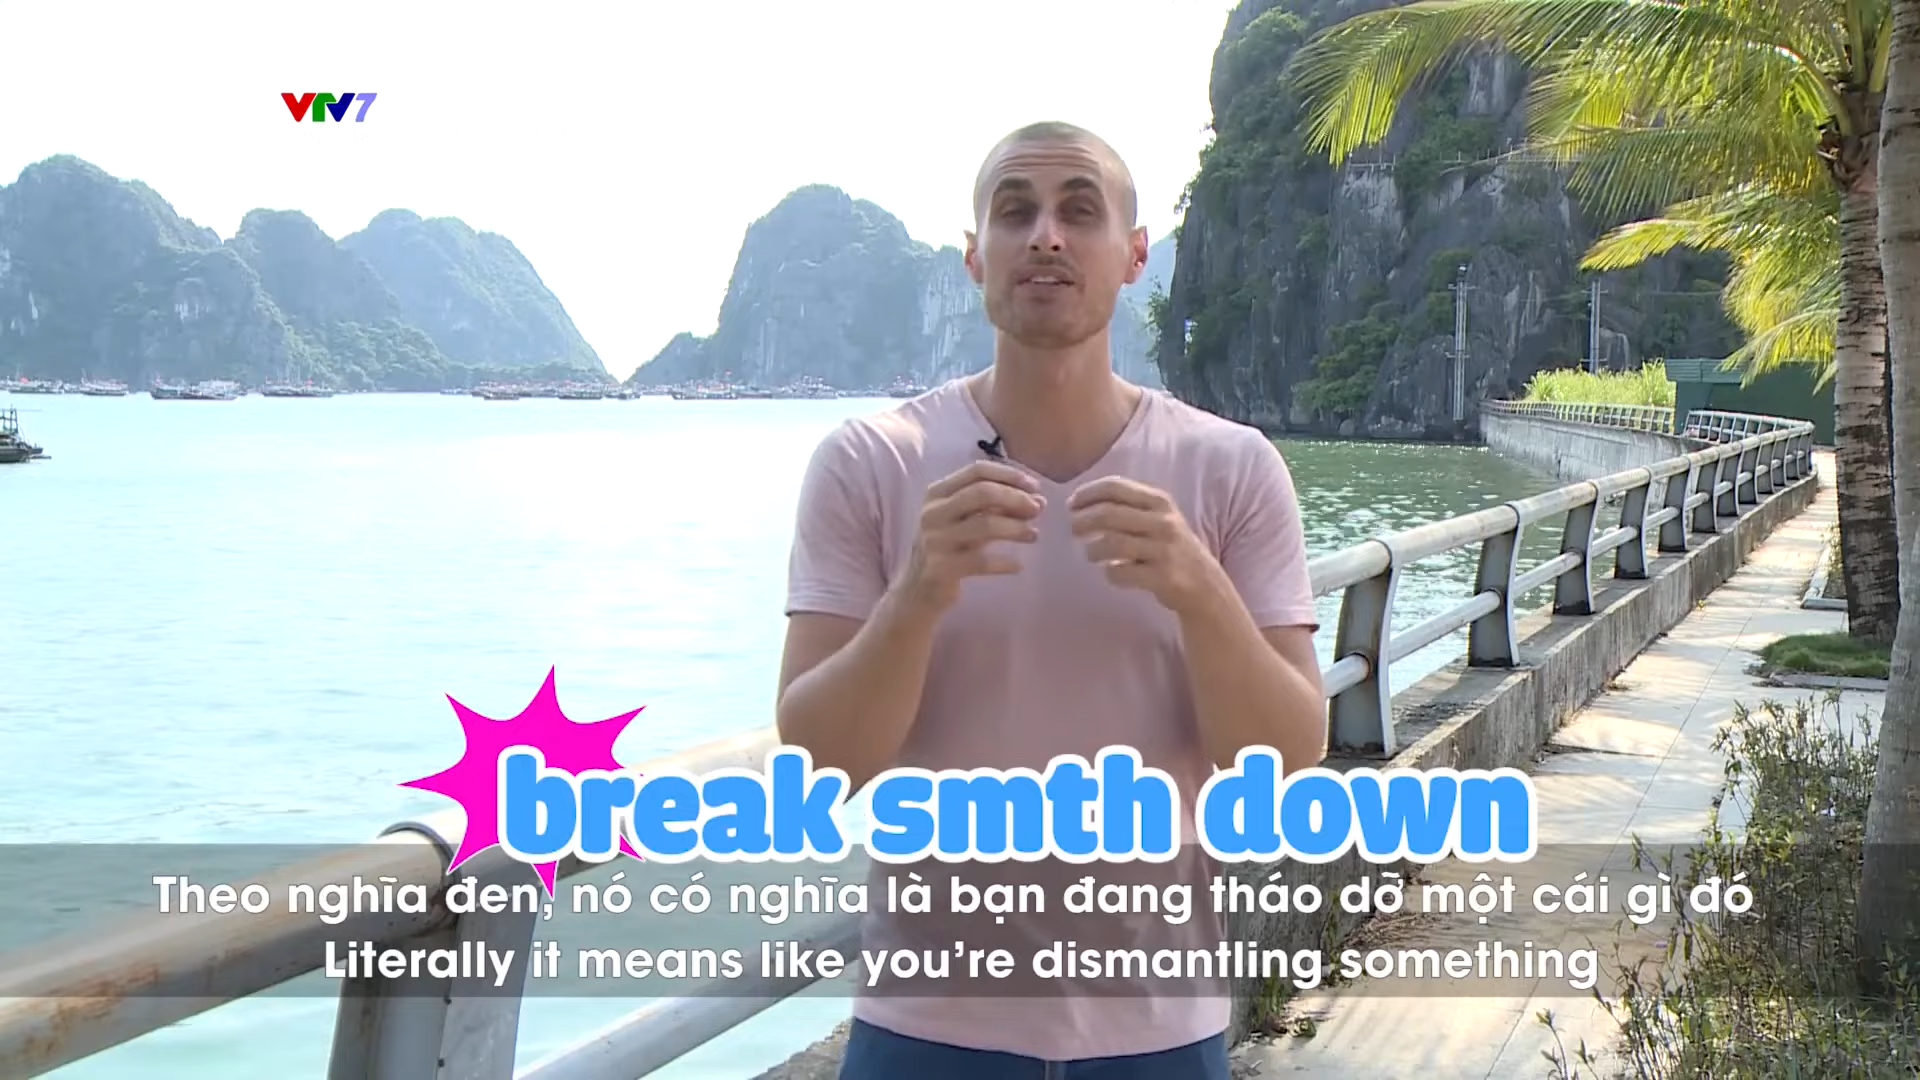 VTV7
break smth down
Theo nghĩa đen, nó có nghĩa là bạn đang tháo dỡ một cái gì đó
Literally it means like you're dismantling something